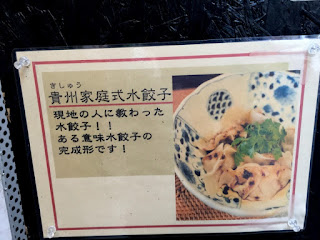 きしゅう
貴州家庭式水餃子
現地の人に教わった
水餃子！！
ある意味水餃子の
完成形です！